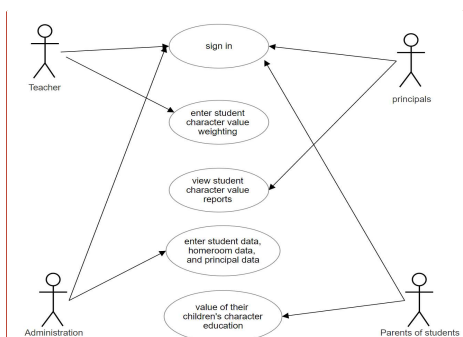 sign in
Teacher
principals
enter student
character value
weighting
view student
character value
reports
enter student data,
homeroom data,
and principal data
value of their
children's character
education
Administration
Parents of students